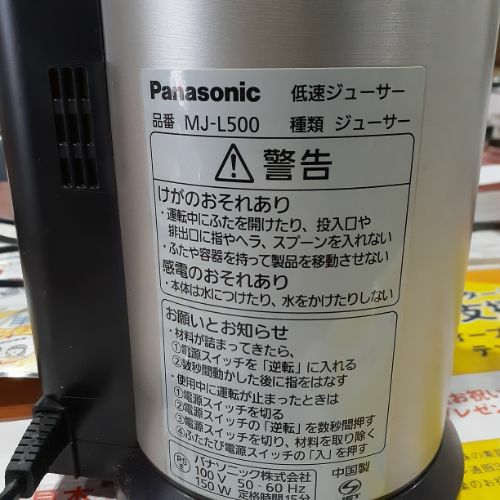 Panasonic 低速ジューサー
品番 MJ-L500 種類 ジューサー
警告
けがのおそれあり
・運転中にふたを開けたり、投入口や
排出口に指やヘラ、スプーンを入れない
・ふたや容器を持って製品を移動させない
感電のおそれあり
・本体は水につけたり、水をかけたりしない
お願いとお知らせ
・材料が詰まってきたら、
①電源スイッチを「逆転」に入れる
②数秒間動かした後に指をはなす
・使用中に運転が止まったときは
①電源スイッチを切る
②電源スイッチの「逆転」を数秒間押す
③電源スイッチを切り、材料を取り除く
④ふたたび電源スイッチの「入」を押す
PS E パナソニック株式会社 中国製
100V 50-60Hz
150W 定格時間15分